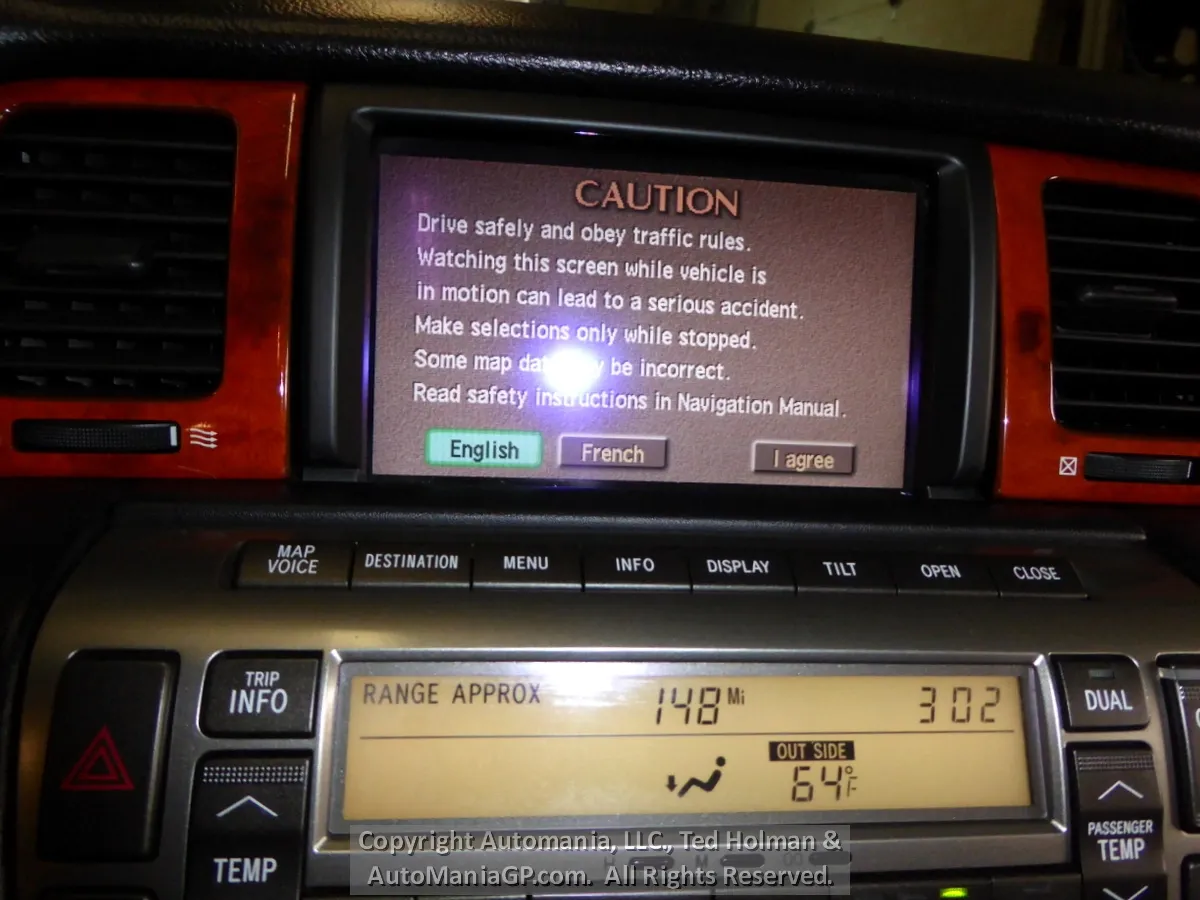 CAUTION
Drive safely and obey traffic rules.
Watching this screen while vehicle is
in motion can lead to a serious accident.
Make selections only while stopped.
Some map be incorrect.
Read safety instructions in Navigation Manual.
English French I agree
MAP VOICE DESTINATION MENU INFO DISPLAY TILT OPEN CLOSE
TRIP
INFO
RANGE APPROX 148 Mi 302
OUT SIDE
64°F
DUAL
TEMP
PASSENGER
TEMP
Copyright Automania, LLC, Ted Holman &
AutoManiaGP.com. All Rights Reserved.